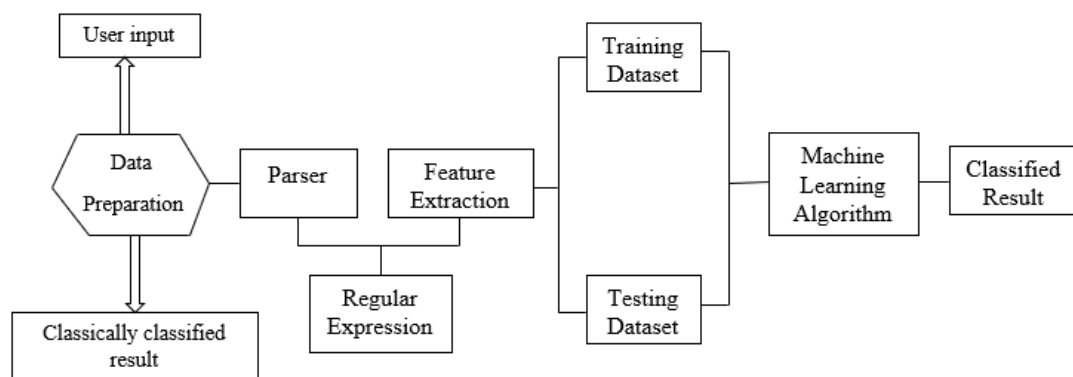 User input
Data
Preparation
Classically classified
result
Parser
Regular
Expression
Feature
Extraction
Training
Dataset
Testing
Dataset
Machine
Learning
Algorithm
Classified
Result